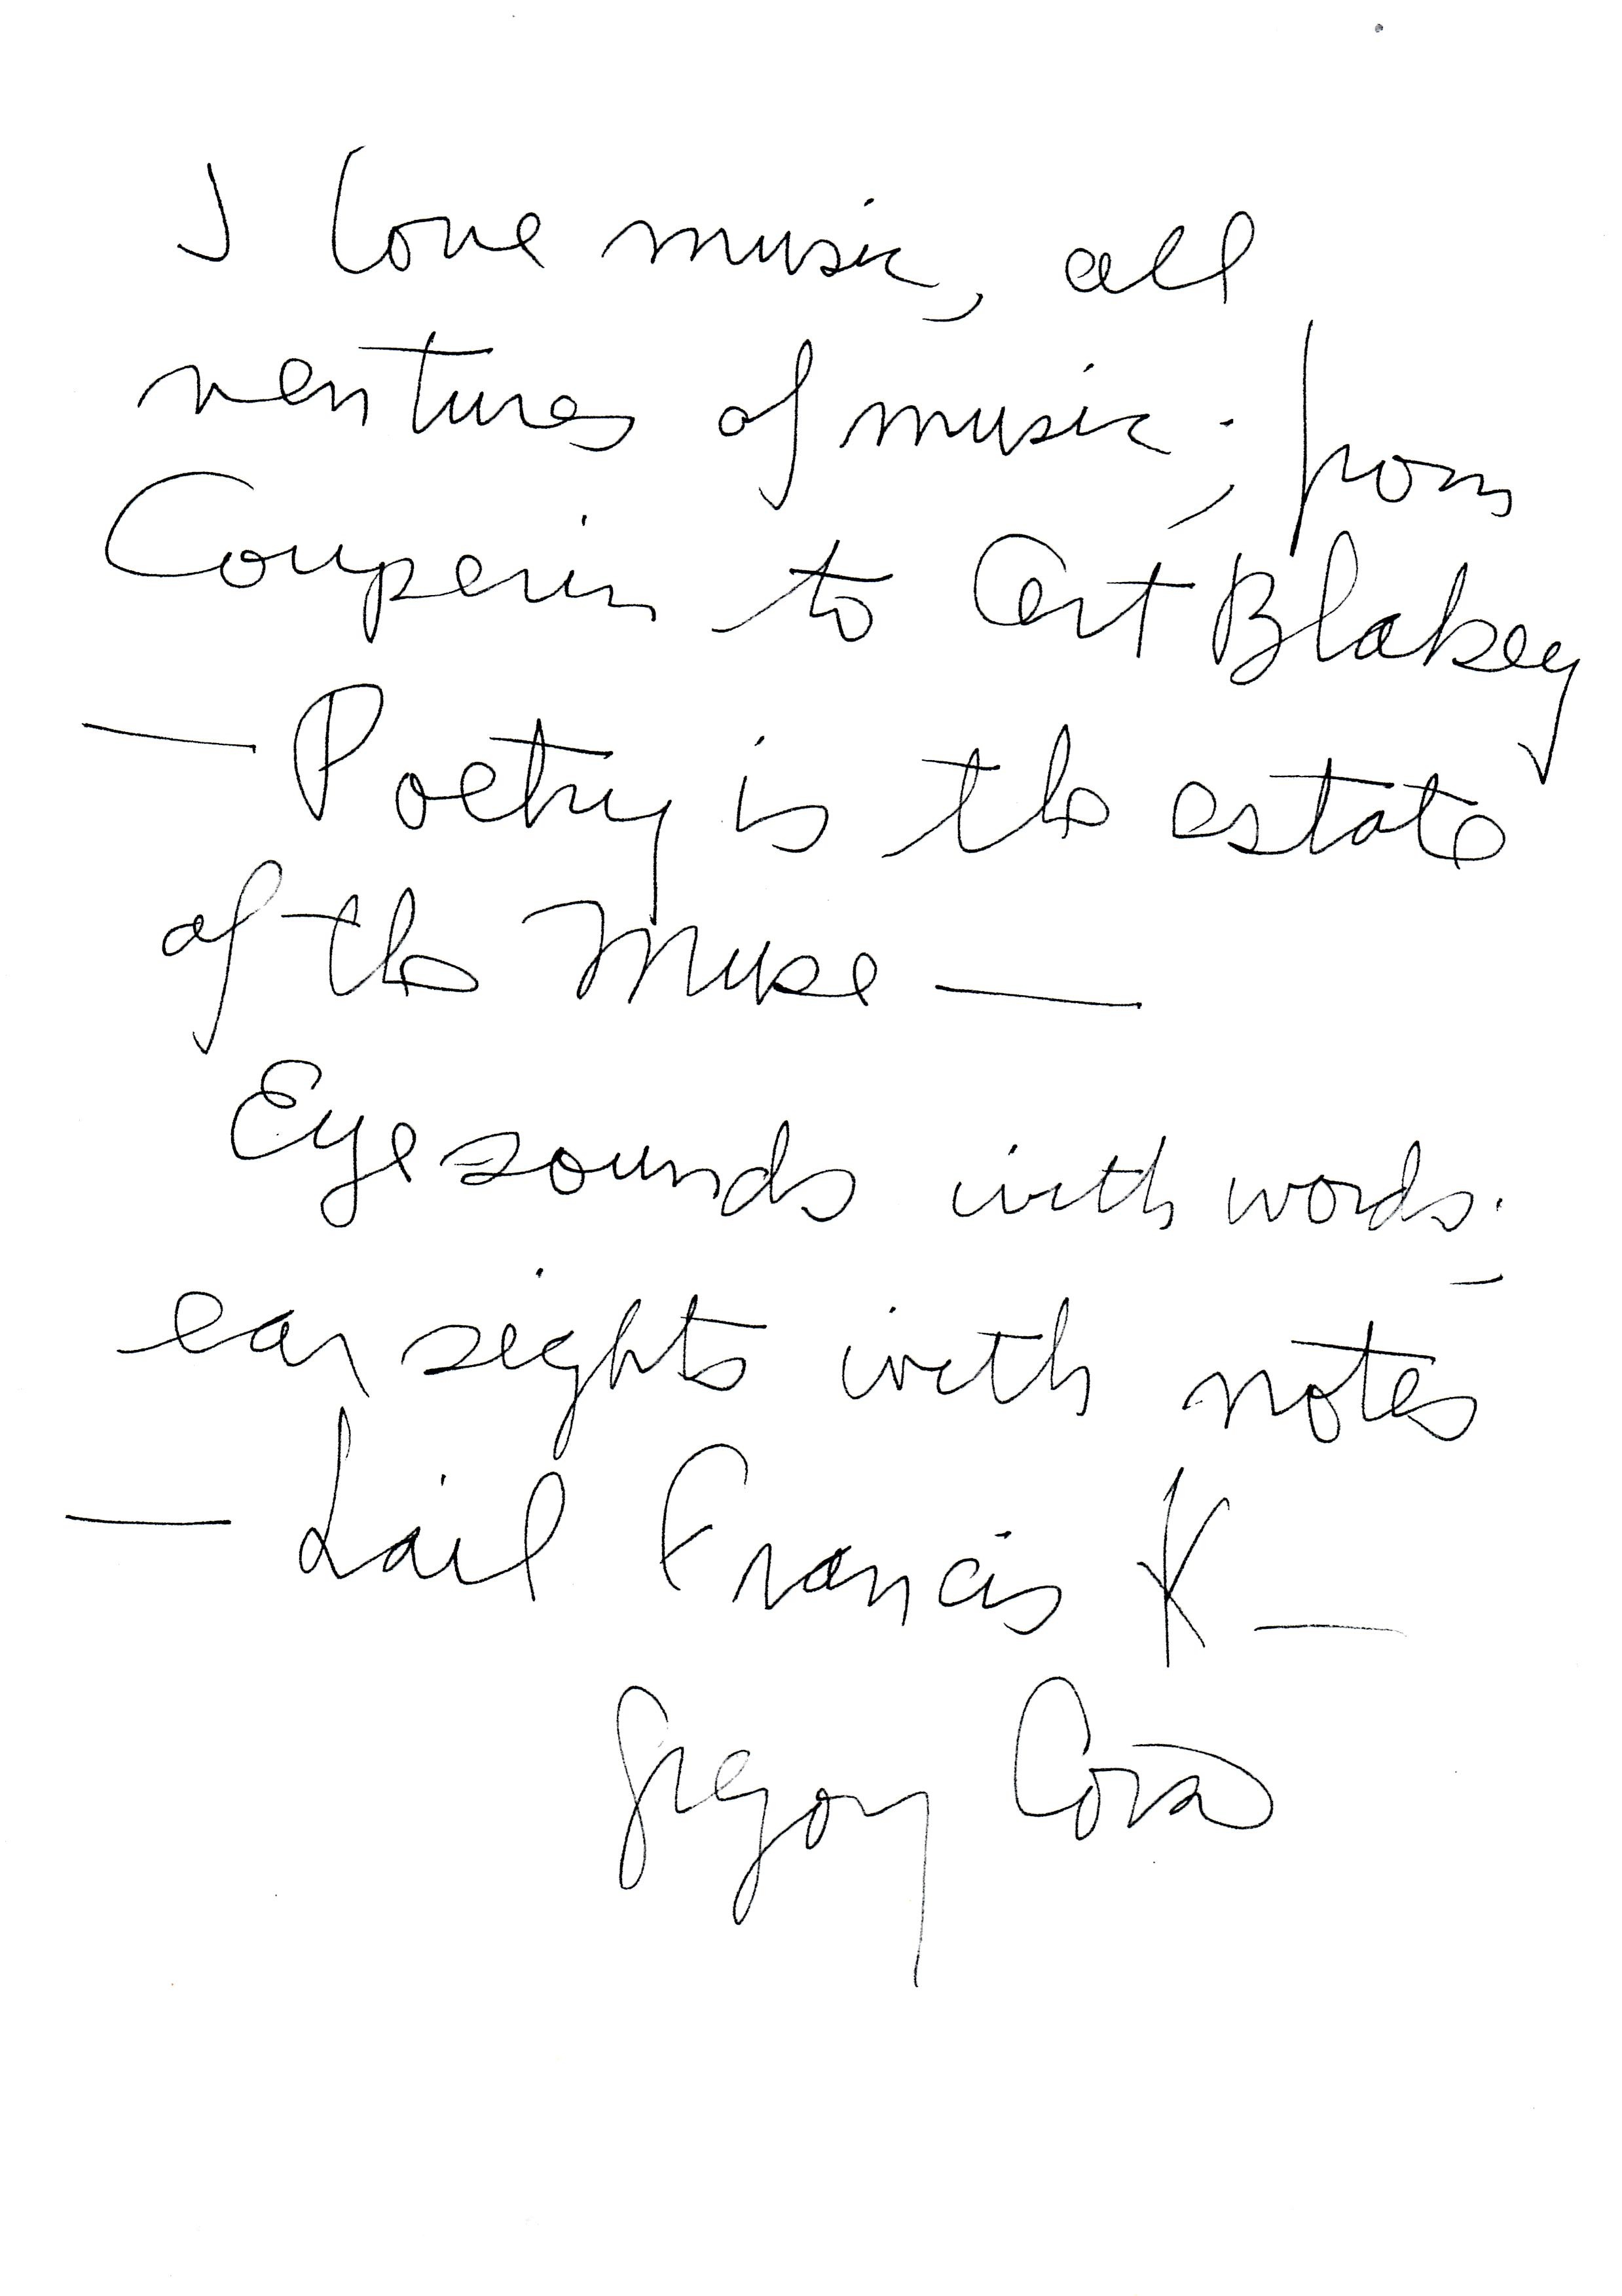 I love music, all
ventures of music; from
Couperin to Art Blakey
— Poetry is the estate
of the Muse —
Eye sounds with words;
ear sights with notes
— Francis K —
Gregory Corso